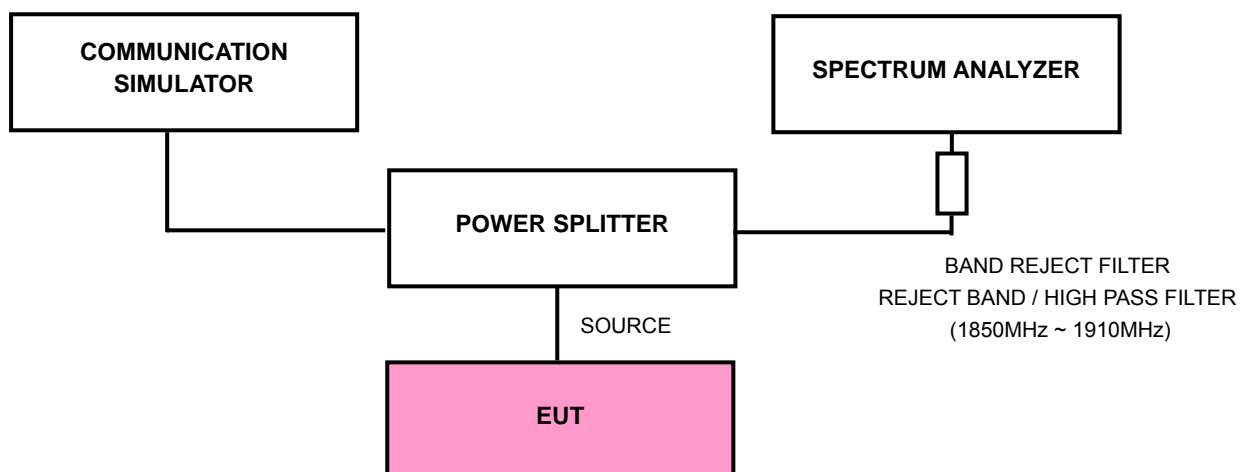 COMMUNICATION
SIMULATOR
SPECTRUM ANALYZER
POWER SPLITTER
BAND REJECT FILTER
REJECT BAND / HIGH PASS FILTER
(1850MHz ~ 1910MHz)
SOURCE
EUT